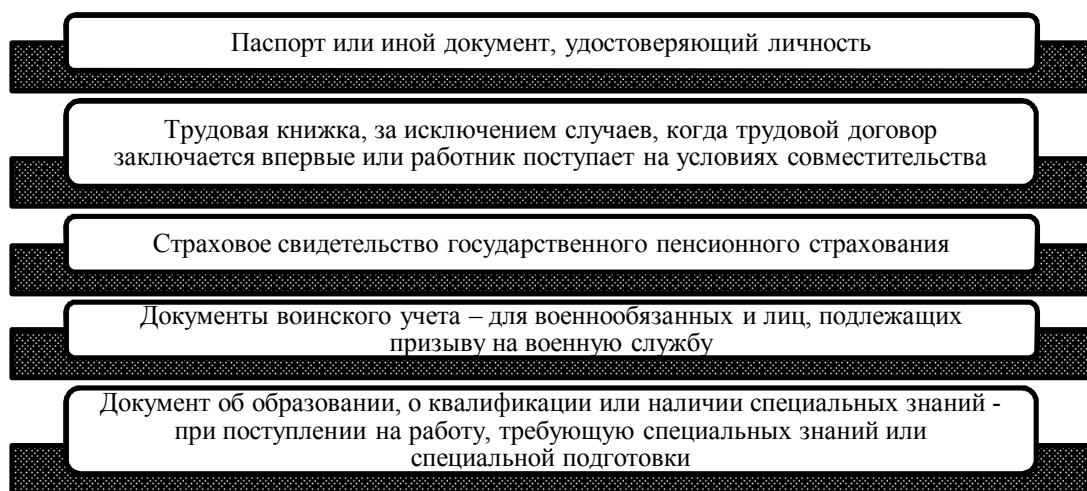 Паспорт или иной документ, удостоверяющий личность
Трудовая книжка, за исключением случаев, когда трудовой договор
заключается впервые или работник поступает на условиях совместительства
Страховое свидетельство государственного пенсионного страхования
Документы воинского учета – для военнообязанных и лиц, подлежащих
призыву на военную службу
Документ об образовании, о квалификации или наличии специальных знаний -
при поступлении на работу, требующую специальных знаний или
специальной подготовки